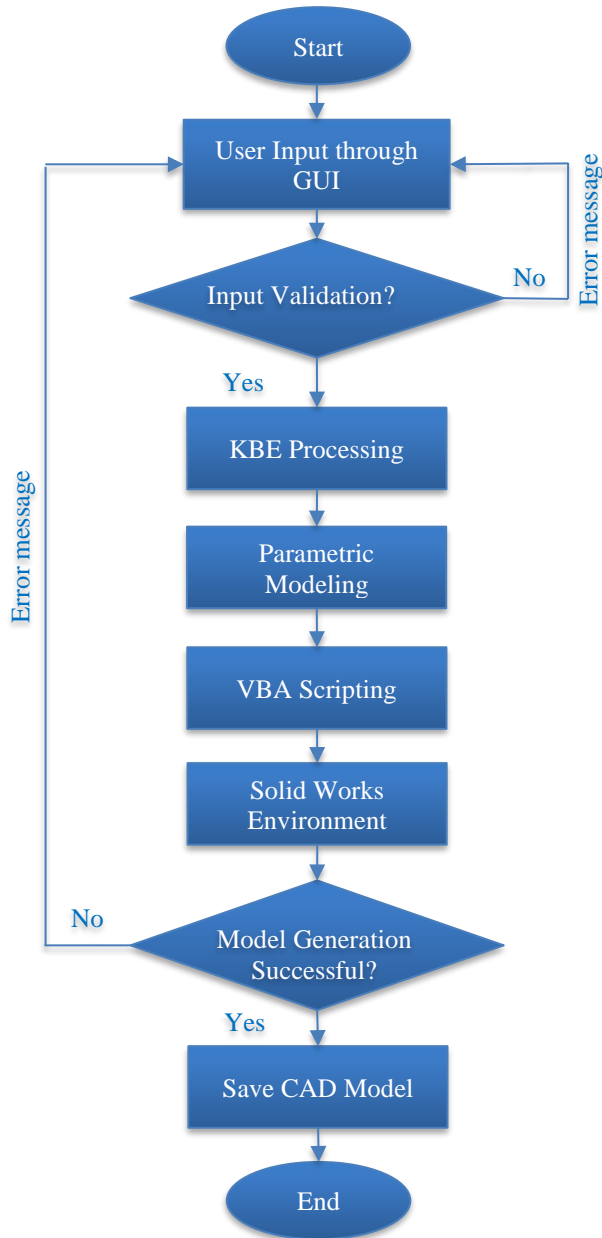 Start
User Input through
GUI
Error message
Input Validation?
No
Yes
KBE Processing
Error message
Parametric
Modeling
VBA Scripting
Solid Works
Environment
No
Model Generation
Successful?
Yes
Save CAD Model
End